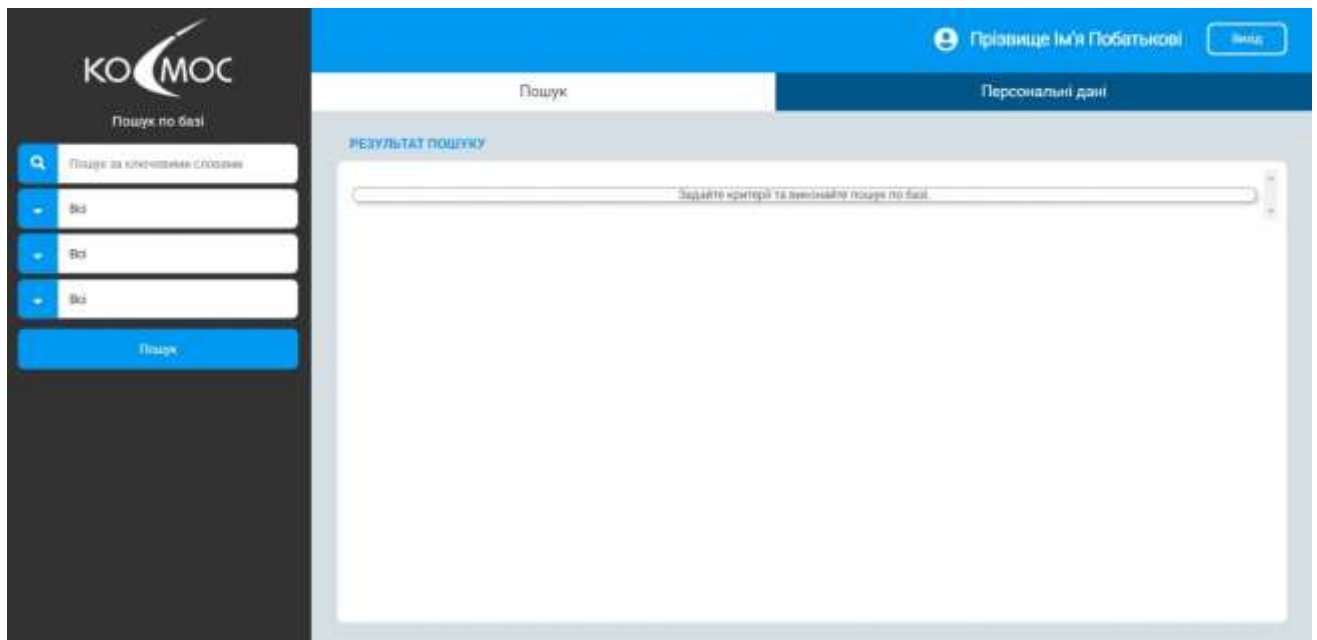 КОСМОС
Пошук по базі
Пошук за ключовими словами
Всі
Всі
Всі
Пошук
Прізвище Ім'я Побатькові
Вихід
Пошук
Персональні дані
РЕЗУЛЬТАТ ПОШУКУ
Задайте критерії та виконайте пошук по базі.